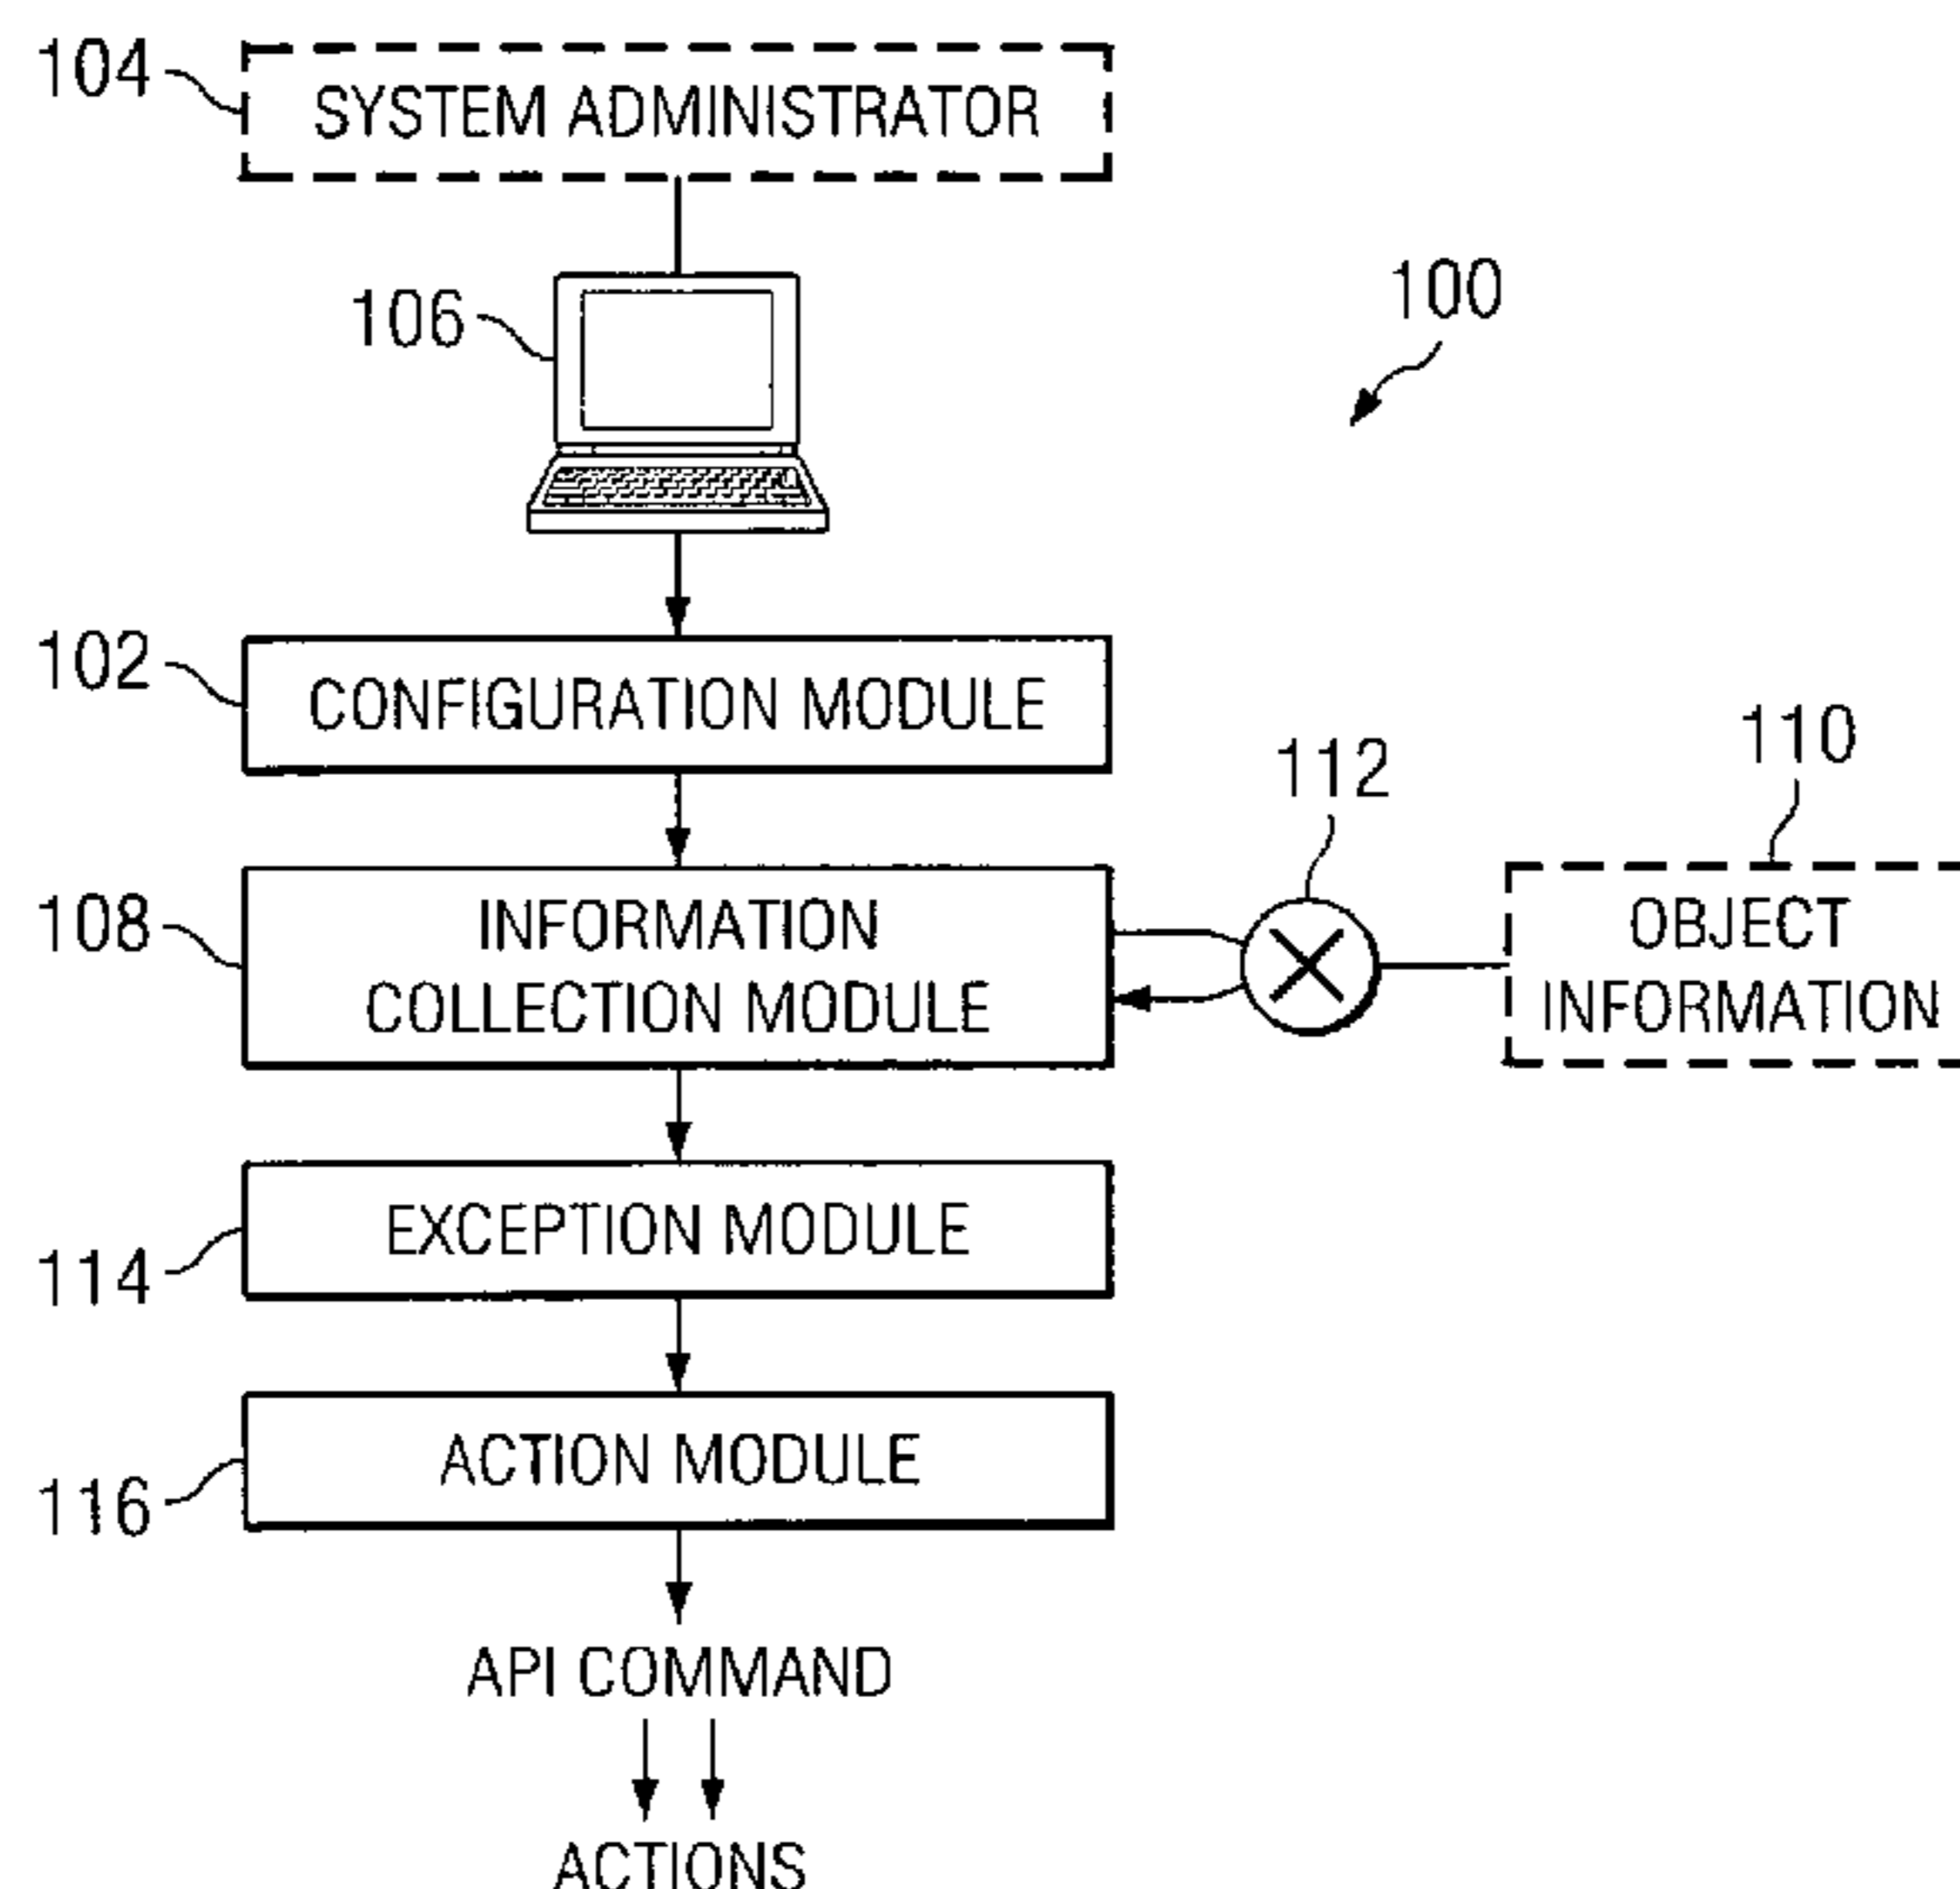 104
SYSTEM ADMINISTRATOR
106
100
102
CONFIGURATION MODULE
112
110
108
INFORMATION
COLLECTION MODULE
OBJECT
INFORMATION
EXCEPTION MODULE
114
ACTION MODULE
116
API COMMAND
ACTIONS